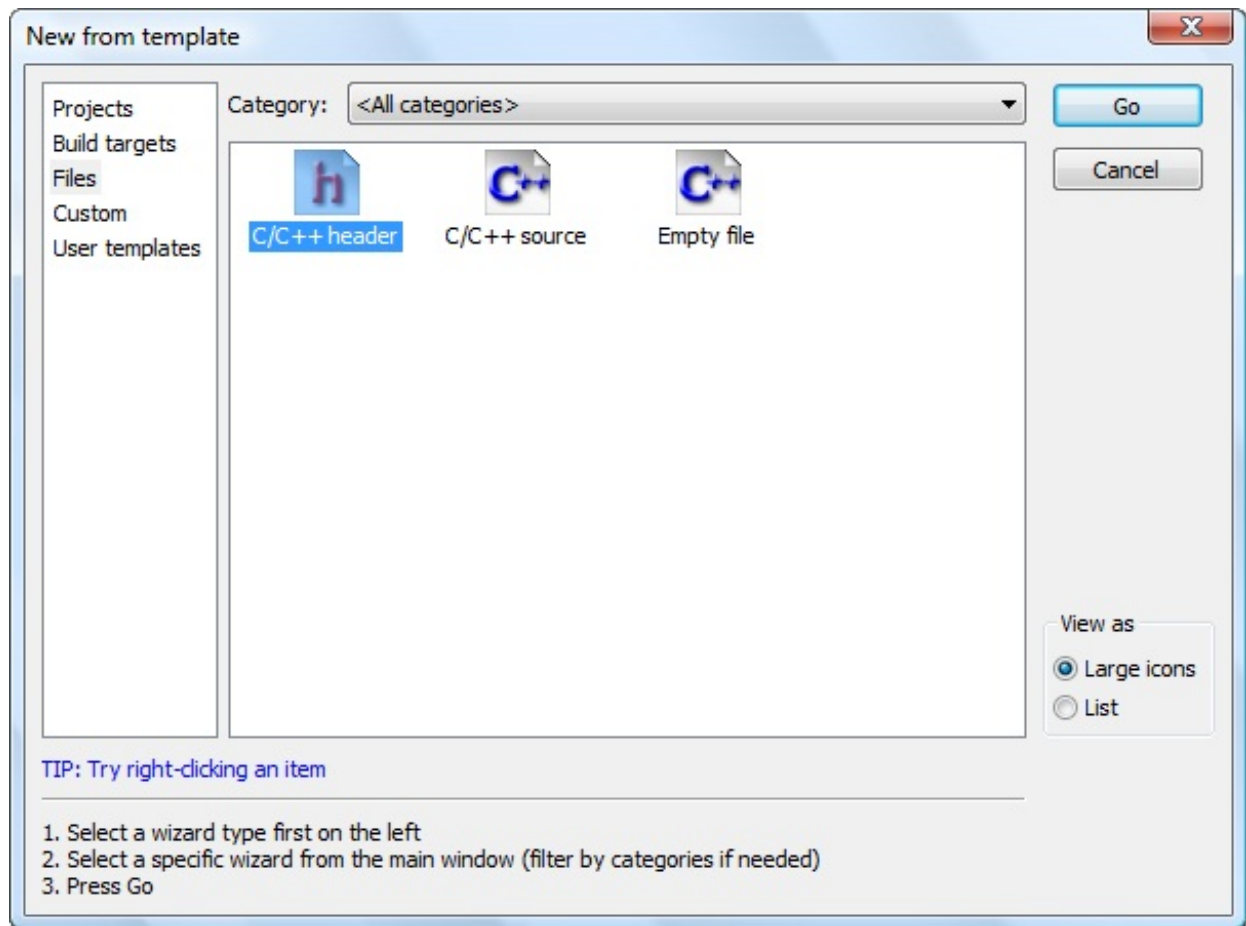 New from template
Projects
Build targets
Files
Custom
User templates
Category: <All categories>
Go
Cancel
h
C++
C++
C/C++ header
C/C++ source
Empty file
View as
Large icons
List
TIP: Try right-clicking an item
1. Select a wizard type first on the left
2. Select a specific wizard from the main window (filter by categories if needed)
3. Press Go